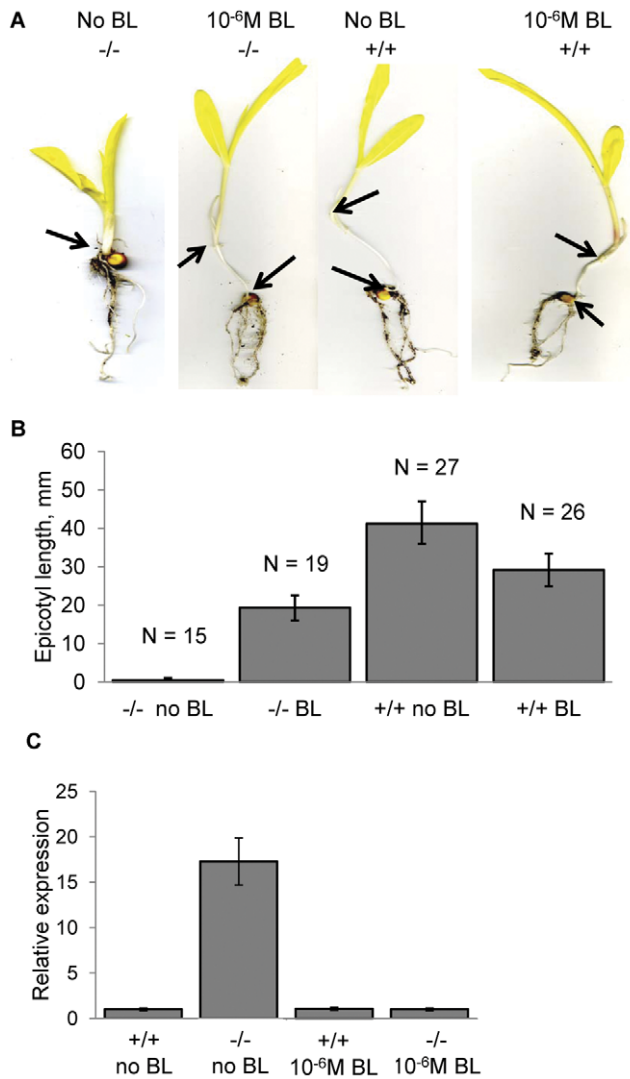 A
No BL 10⁻⁶M BL No BL 10⁻⁶M BL
-/- -/- +/+ +/+
B
Epicotyl length, mm
60
50
40
30
20
10
0
N = 15
N = 19
N = 27
N = 26
-/- no BL -/- BL +/+ no BL +/+ BL
C
Relative expression
25
20
15
10
5
0
+/+ -/- +/+ -/-
no BL no BL 10⁻⁶M BL 10⁻⁶M BL